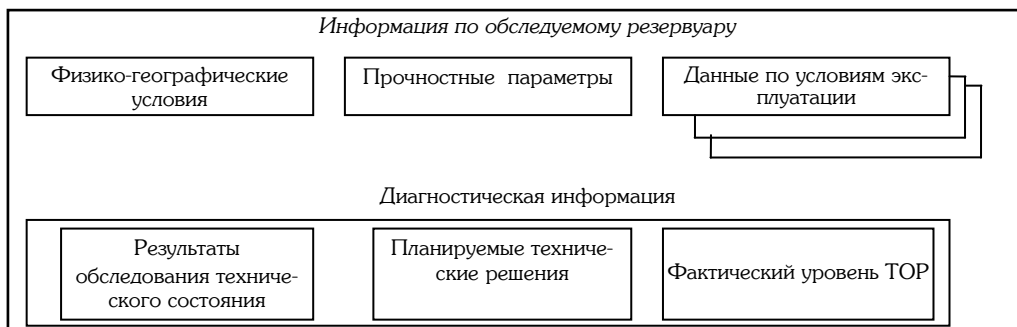 Информация по обследуемому резервуару
Физико-географические
условия
Прочностные параметры
Данные по условиям экс-
плуатации
Диагностическая информация
Результаты
обследования техниче-
ского состояния
Планируемые техниче-
ские решения
Фактический уровень ТОР